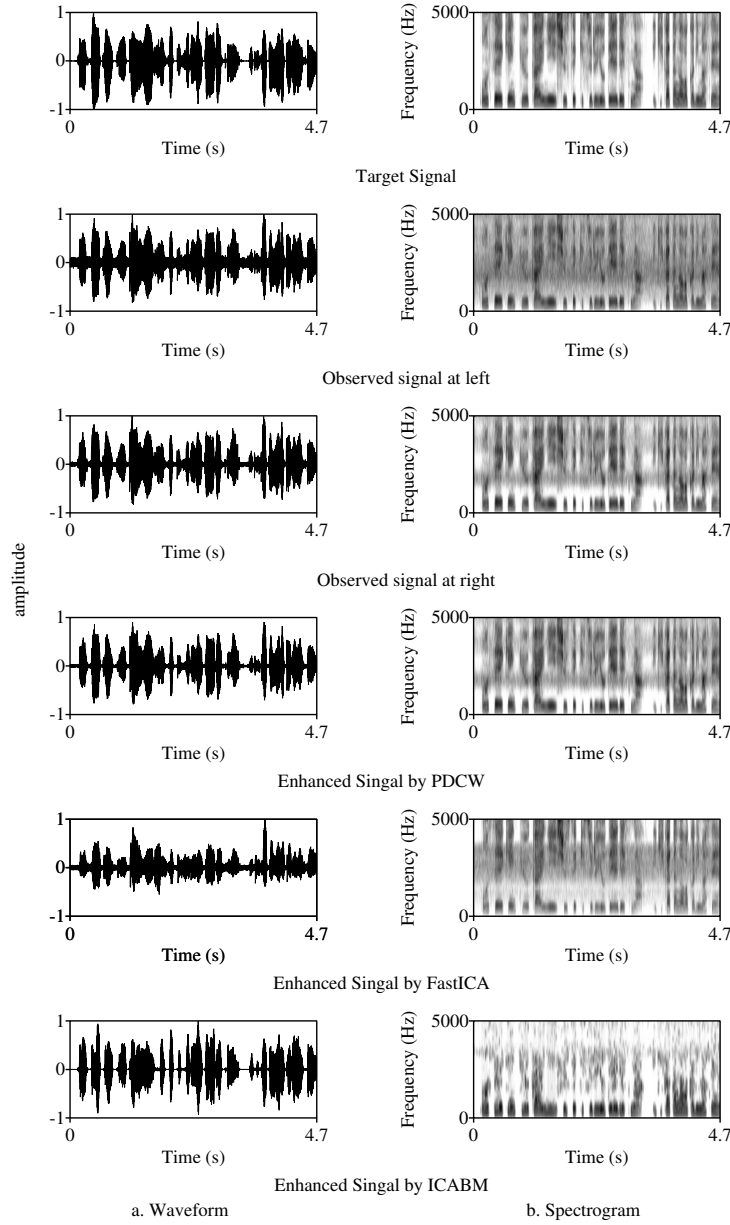 1
0
-1
0
4.7
Time (s)
Frequency (Hz)
5000
0
0
4.7
Time (s)
Target Signal
1
0
-1
0
4.7
Time (s)
Frequency (Hz)
5000
0
0
4.7
Time (s)
Observed signal at left
1
0
-1
0
4.7
Time (s)
Frequency (Hz)
5000
0
0
4.7
Time (s)
Observed signal at right
amplitude
1
0
-1
0
4.7
Time (s)
Frequency (Hz)
5000
0
0
4.7
Time (s)
Enhanced Singal by PDCW
1
0
-1
0
4.7
Time (s)
Frequency (Hz)
5000
0
0
4.7
Time (s)
Enhanced Singal by FastICA
1
0
-1
0
4.7
Time (s)
Frequency (Hz)
5000
0
0
4.7
Time (s)
Enhanced Singal by ICABM
a. Waveform
b. Spectrogram